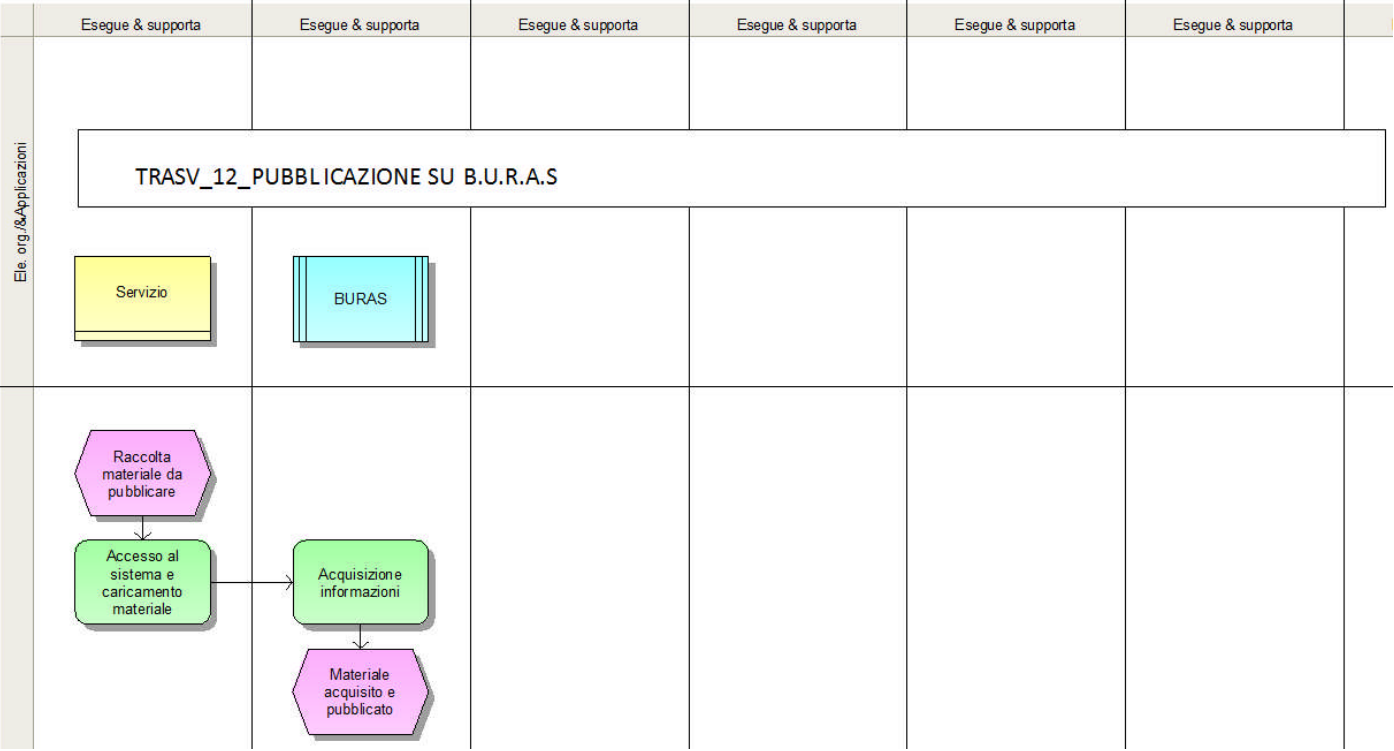 Esegue & supporta
Esegue & supporta
Esegue & supporta
Esegue & supporta
Esegue & supporta
Esegue & supporta
Ele. org./&Applicazioni
TRASV_12_PUBBLICAZIONE SU B.U.R.A.S
Servizio
BURAS
Raccolta
materiale da
pubblicare
Accesso al
sistema e
caricamento
materiale
Acquisizione
informazioni
Materiale
acquisito e
pubblicato